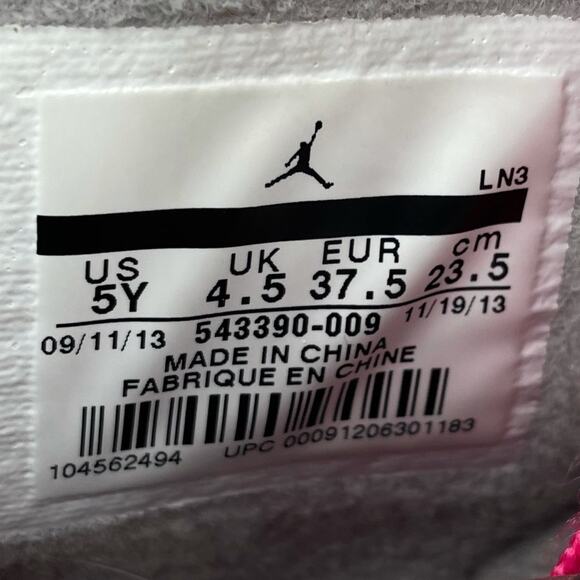 LN3
US UK EUR cm
5Y 4.5 37.5 23.5
09/11/13 543390-009 11/19/13
MADE IN CHINA
FABRIQUE EN CHINE
104562494 UPC 00091206301183